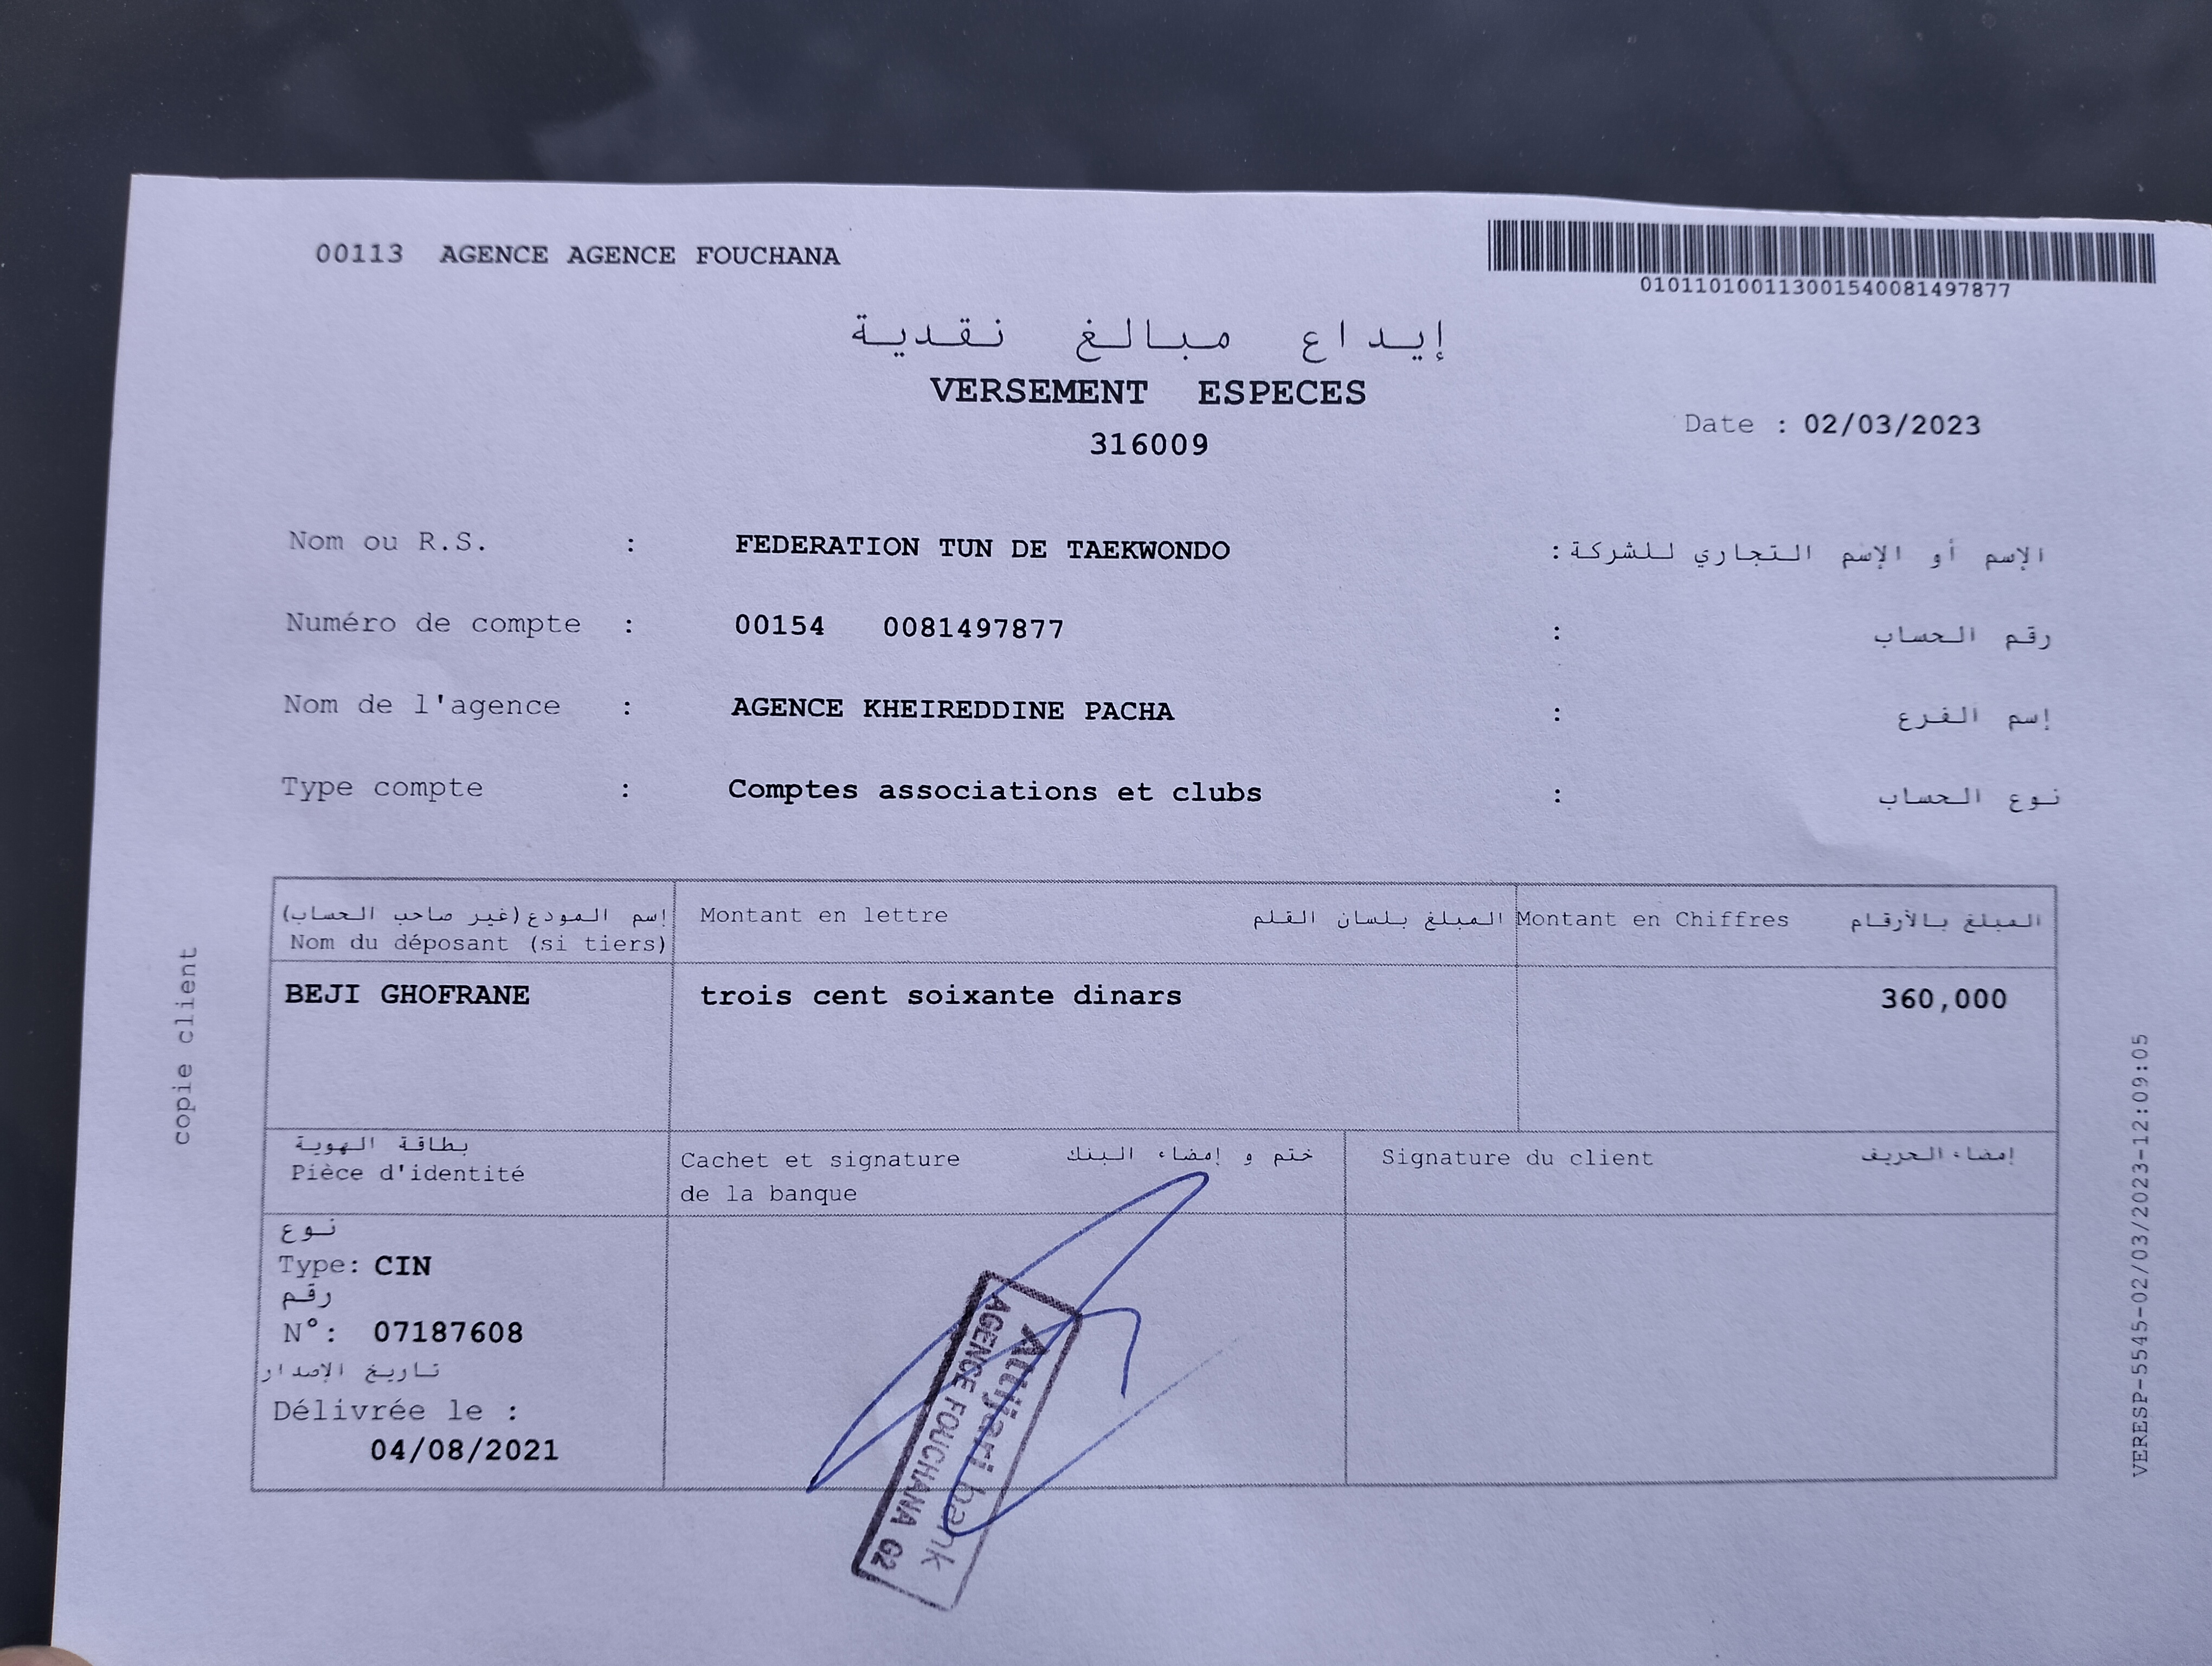 00113 AGENCE AGENCE FOUCHANA
010110100113001540081497877
إيداع مبالغ نقدية
VERSEMENT ESPECES
316009
Date : 02/03/2023
Nom ou R.S. : FEDERATION TUN DE TAEKWONDO : الإسم أو الإسم التجاري للشركة
Numéro de compte : 00154 0081497877 : رقم الحساب
Nom de l'agence : AGENCE KHEIREDDINE PACHA : إسم الفرع
Type compte : Comptes associations et clubs : نوع الحساب
إسم المودع (غير صاحب الحساب)
Nom du déposant (si tiers)
Montant en lettre المبلغ بلسان القلم
Montant en Chiffres المبلغ بالأرقام
BEJI GHOFRANE
trois cent soixante dinars
360,000
بطاقة الهوية
Pièce d'identité
Cachet et signature ختم و إمضاء البنك
de la banque
Signature du client إمضاء الحريف
نوع
Type: CIN
رقم
N°: 07187608
تاريخ الإصدار
Délivrée le :
04/08/2021
Attijari bank
AGENCE FOUCHANA G2
copie client
VERESP-5545-02/03/2023-12:09:05